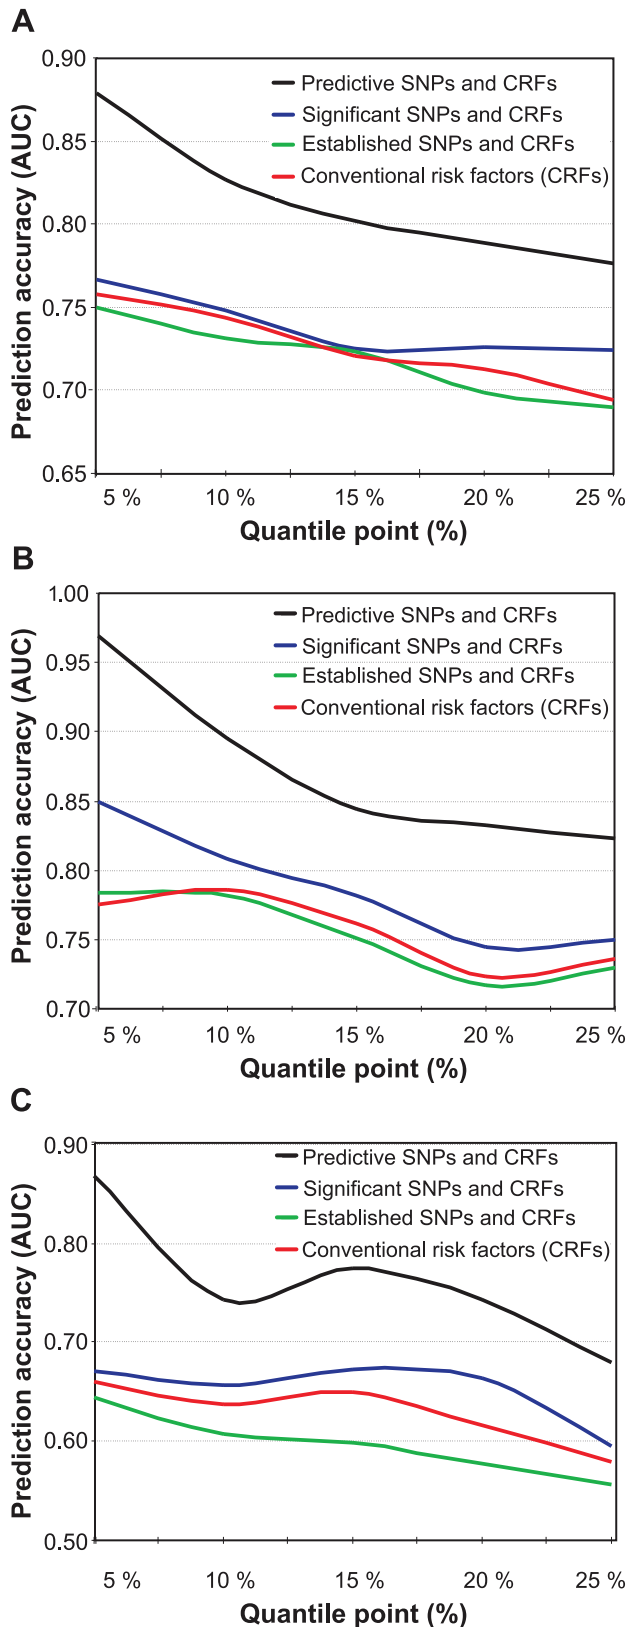 A
0.90
Predictive SNPs and CRFs
Significant SNPs and CRFs
Established SNPs and CRFs
Conventional risk factors (CRFs)
0.85
0.80
0.75
0.70
0.65
Prediction accuracy (AUC)
5 % 10 % 15 % 20 % 25 %
Quantile point (%)
B
1.00
Predictive SNPs and CRFs
Significant SNPs and CRFs
Established SNPs and CRFs
Conventional risk factors (CRFs)
0.95
0.90
0.85
0.80
0.75
0.70
Prediction accuracy (AUC)
5 % 10 % 15 % 20 % 25 %
Quantile point (%)
C
0.90
Predictive SNPs and CRFs
Significant SNPs and CRFs
Established SNPs and CRFs
Conventional risk factors (CRFs)
0.80
0.70
0.60
0.50
Prediction accuracy (AUC)
5 % 10 % 15 % 20 % 25 %
Quantile point (%)